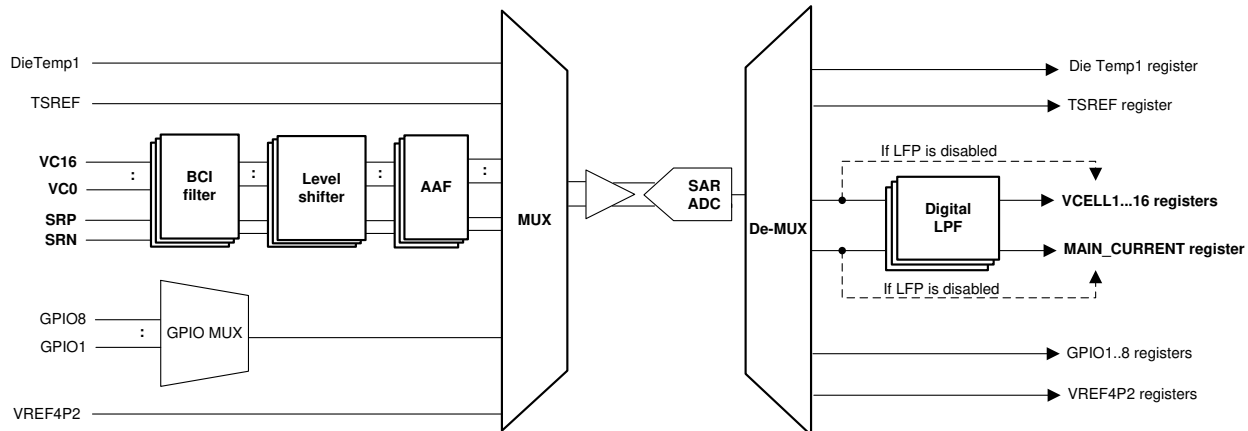 DieTemp1
TSREF
VC16
:
VC0
SRP
SRN
BCI filter
:
Level shifter
:
AAF
:
GPIO8
:
GPIO1
GPIO MUX
VREF4P2
MUX
SAR ADC
De-MUX
Die Temp1 register
TSREF register
If LFP is disabled
Digital LPF
VCELL1...16 registers
MAIN_CURRENT register
If LFP is disabled
GPIO1..8 registers
VREF4P2 registers